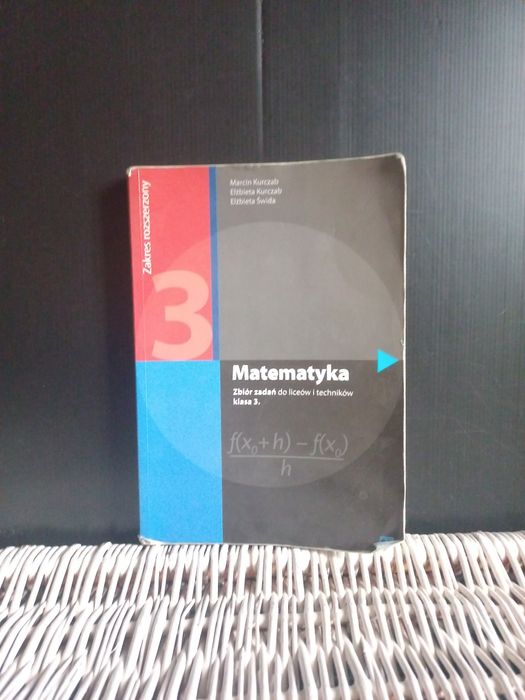 Marcin Kurczab
Elżbieta Kurczab
Elżbieta Świda
Zakres rozszerzony
3
Matematyka
Zbiór zadań do liceów i techników
klasa 3.
f(x₀+h) – f(x₀)
h